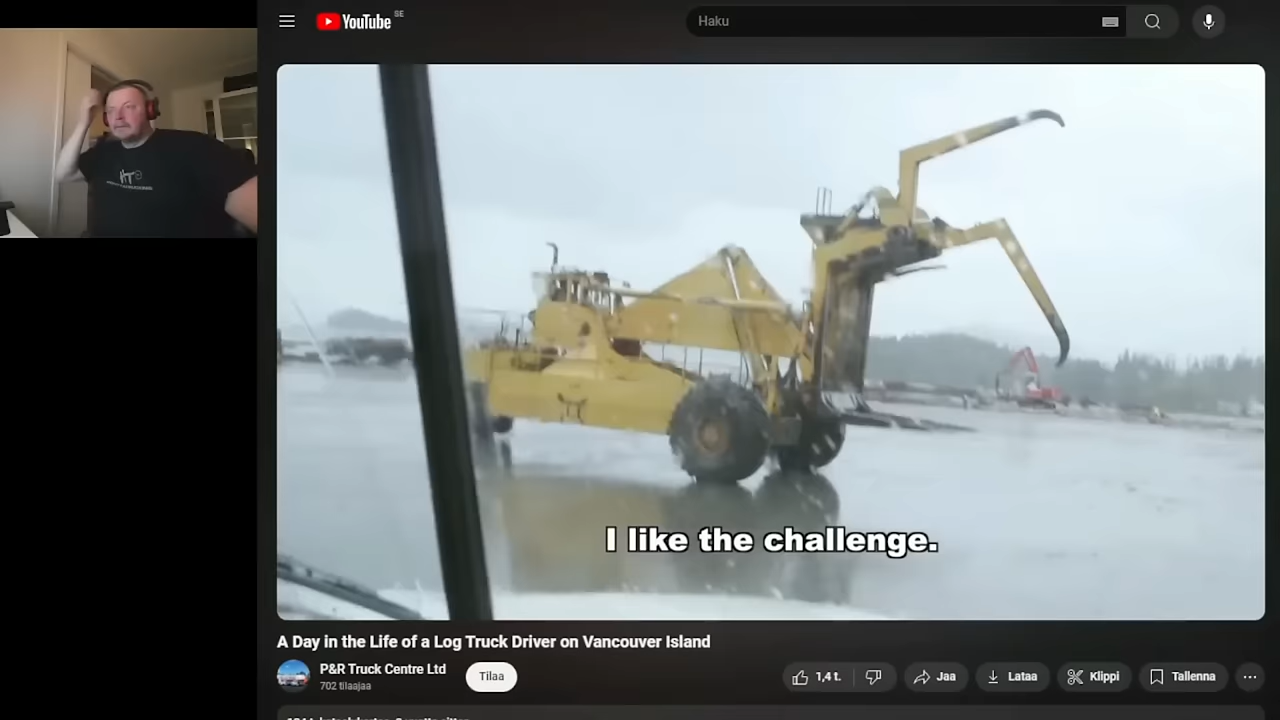 YouTube SE
Haku
I like the challenge.
A Day in the Life of a Log Truck Driver on Vancouver Island
P&R Truck Centre Ltd
702 tilaajaa
Tilaa
1,4 t.
Jaa
Lataa
Klippi
Tallenna